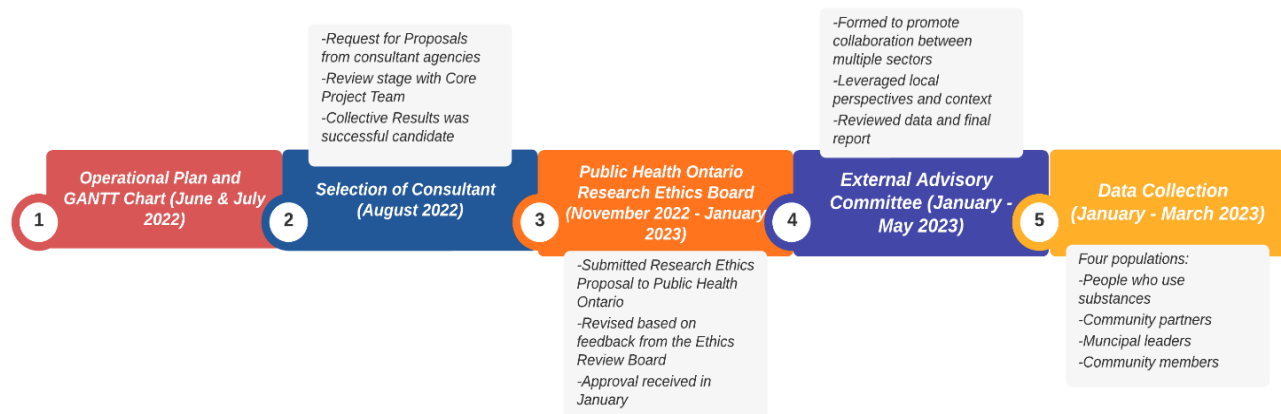 1
Operational Plan and
GANTT Chart (June & July
2022)
-Request for Proposals
from consultant agencies
-Review stage with Core
Project Team
-Collective Results was
successful candidate
2
Selection of Consultant
(August 2022)
3
Public Health Ontario
Research Ethics Board
(November 2022 - January
2023)
-Submitted Research Ethics
Proposal to Public Health
Ontario
-Revised based on
feedback from the Ethics
Review Board
-Approval received in
January
-Formed to promote
collaboration between
multiple sectors
-Leveraged local
perspectives and context
-Reviewed data and final
report
4
External Advisory
Committee (January -
May 2023)
5
Data Collection
(January - March 2023)
Four populations:
-People who use
substances
-Community partners
-Muncipal leaders
-Community members